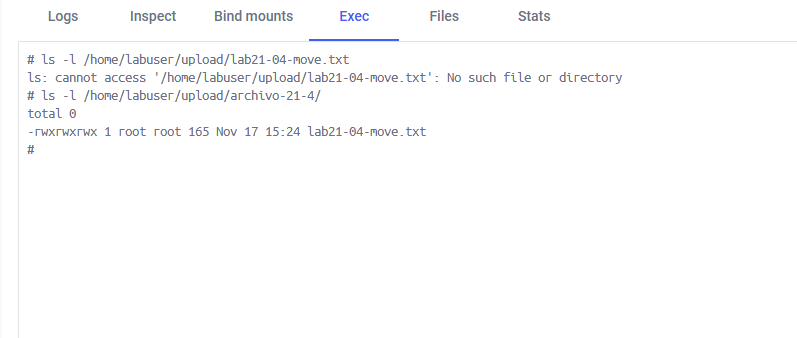 Logs Inspect Bind mounts Exec Files Stats
# ls -l /home/labuser/upload/lab21-04-move.txt
ls: cannot access '/home/labuser/upload/lab21-04-move.txt': No such file or directory
# ls -l /home/labuser/upload/archivo-21-4/
total 0
-rwxrwxrwx 1 root root 165 Nov 17 15:24 lab21-04-move.txt
#